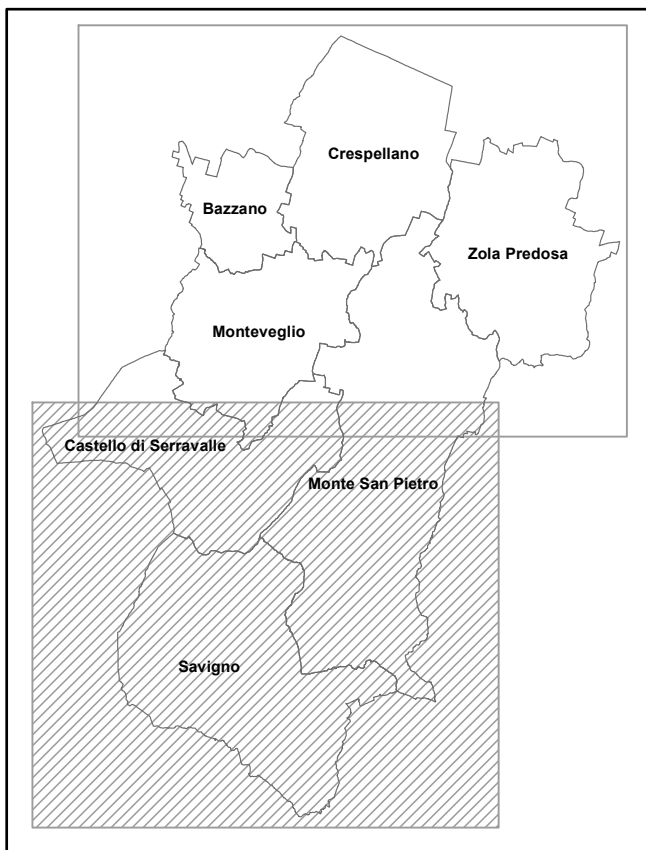 Crespellano
Bazzano
Zola Predosa
Monteveglio
Castello di Serravalle
Monte San Pietro
Savigno